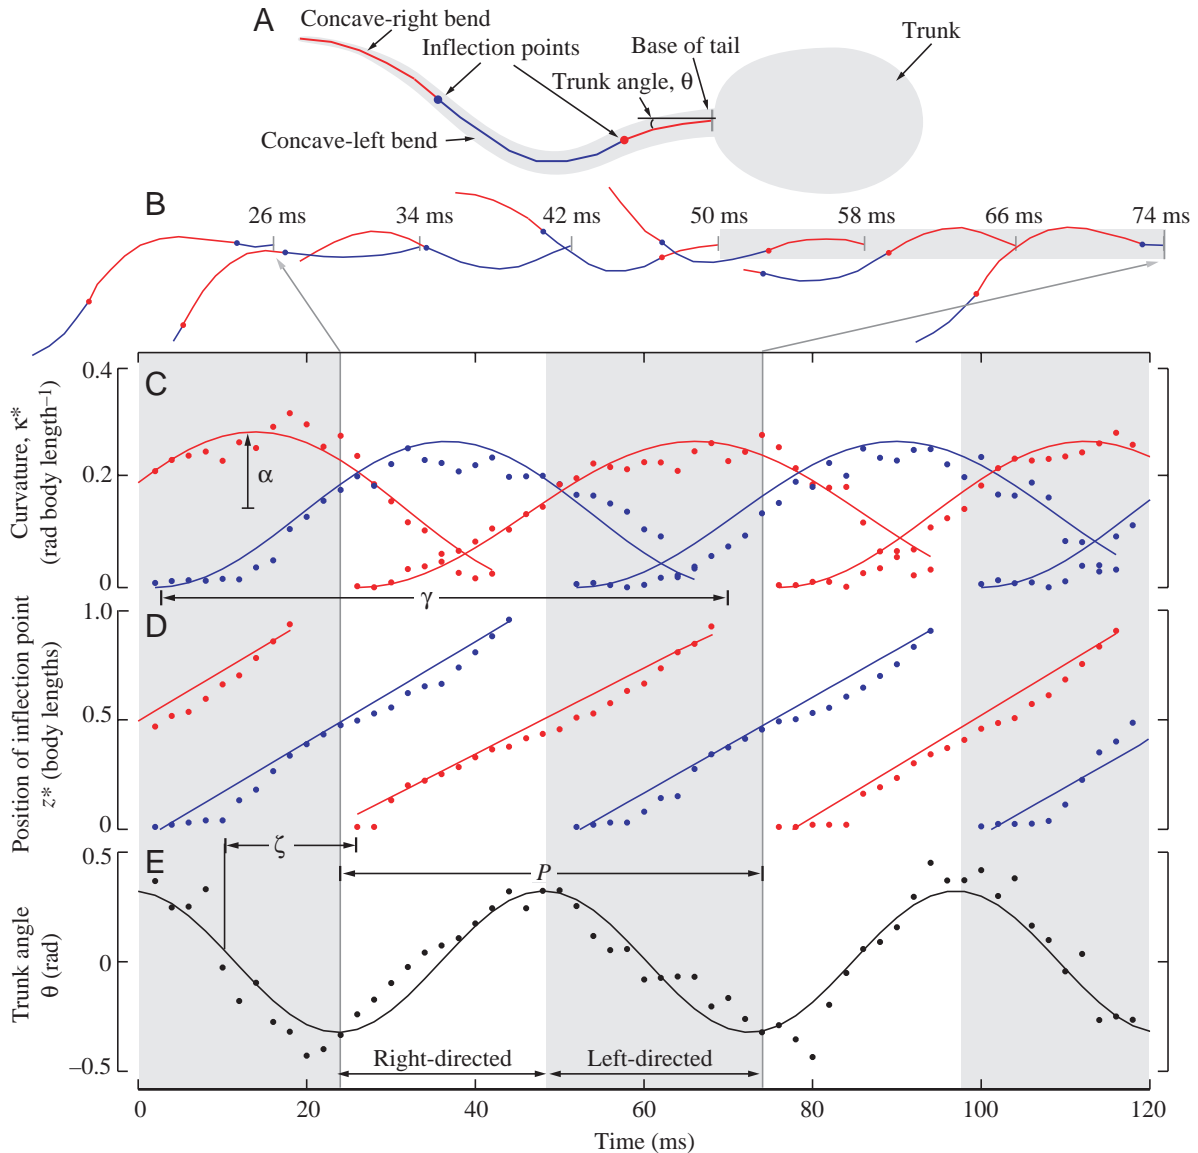 A
Concave-right bend
Inflection points
Base of tail
Trunk
Trunk angle, θ
Concave-left bend
B
26 ms
34 ms
42 ms
50 ms
58 ms
66 ms
74 ms
C
Curvature, κ*
(rad body length⁻¹)
0.4
0.2
0
α
γ
D
Position of inflection point
z* (body lengths)
1.0
0.5
0
ζ
P
E
Trunk angle
θ (rad)
0.5
0
−0.5
Right-directed
Left-directed
0
20
40
60
80
100
120
Time (ms)